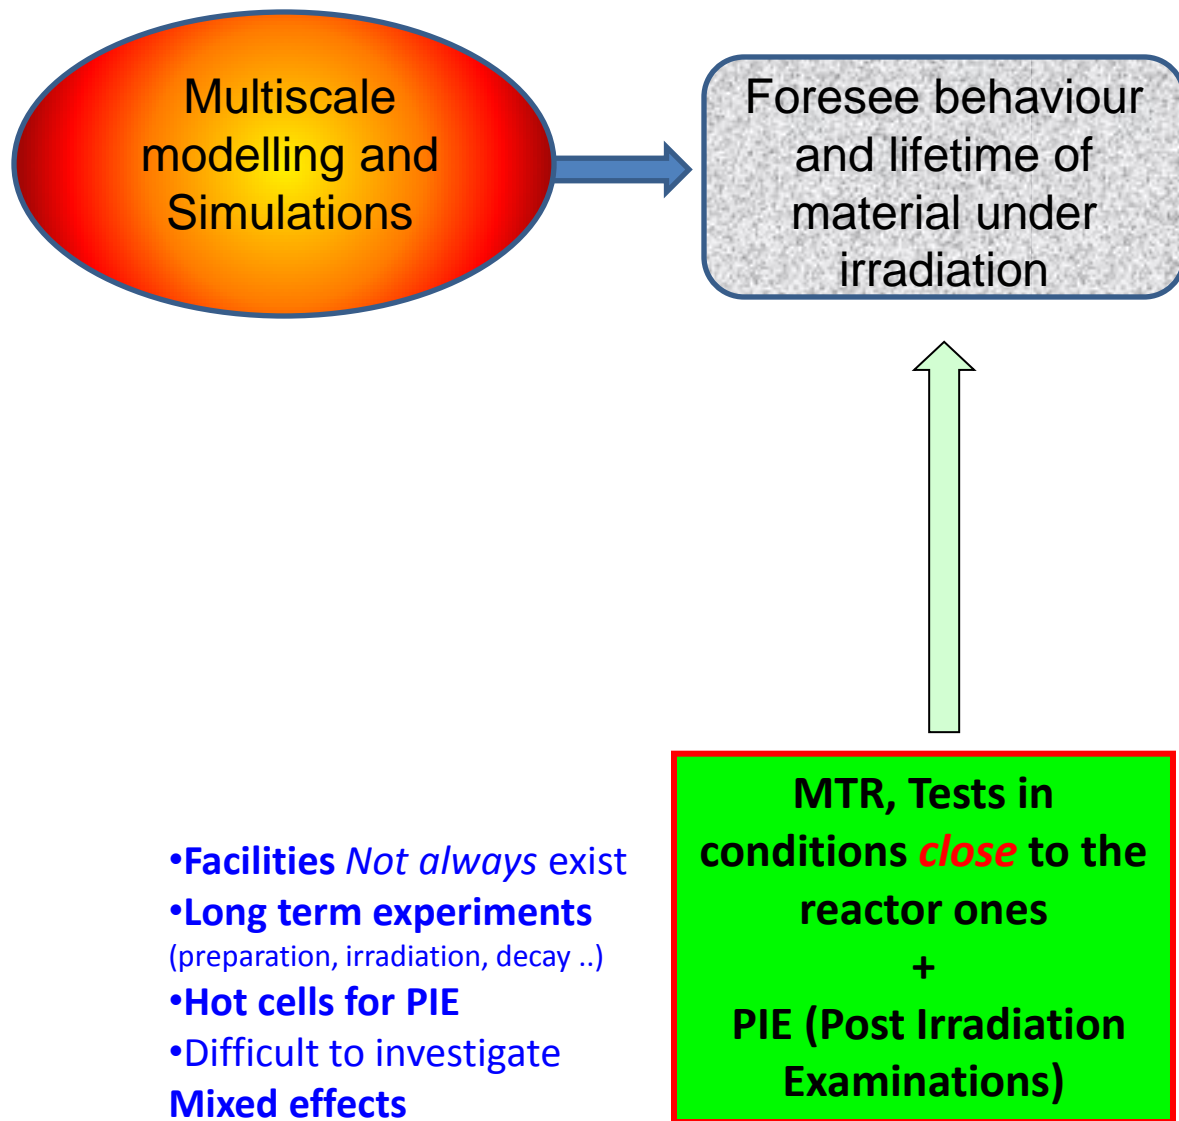 Multiscale
modelling and
Simulations
Foresee behaviour
and lifetime of
material under
irradiation
•Facilities Not always exist
•Long term experiments
(preparation, irradiation, decay ..)
•Hot cells for PIE
•Difficult to investigate
Mixed effects
MTR, Tests in
conditions close to the
reactor ones
+
PIE (Post Irradiation
Examinations)